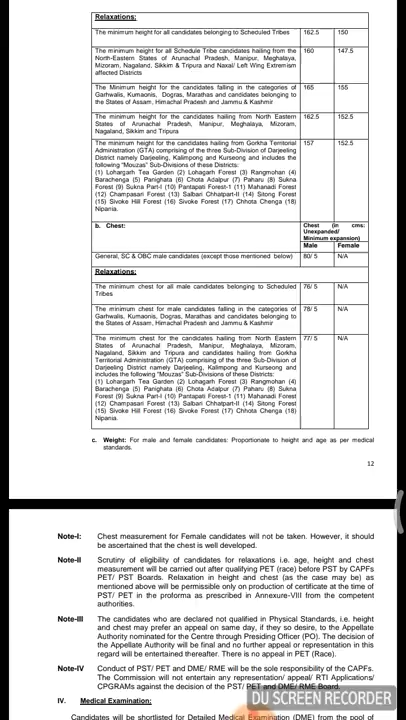 Relaxations:
The minimum height for all candidates belonging to Scheduled Tribes 162.5 150
The minimum height for all Schedule Tribe candidates hailing from the 160 147.5
North-Eastern States of Arunachal Pradesh, Manipur, Meghalaya,
Mizoram, Nagaland, Sikkim & Tripura and Naxal/ Left Wing Extremism
affected Districts
The Minimum height for the candidates falling in the categories of 165 155
Garhwalis, Kumaonis, Dogras, Marathas and candidates belonging to
the States of Assam, Himachal Pradesh and Jammu & Kashmir
The minimum height for the candidates hailing from North Eastern 162.5 152.5
States of Arunachal Pradesh, Manipur, Meghalaya, Mizoram,
Nagaland, Sikkim and Tripura
The minimum height for the candidates hailing from Gorkha Territorial 157 152.5
Administration (GTA) comprising of the three Sub-Division of Darjeeling
District namely Darjeeling, Kalimpong and Kurseong and includes the
following "Mouzas" Sub-Divisions of these Districts:
(1) Lohargarh Tea Garden (2) Lohagarh Forest (3) Rangmohan (4)
Barachenga (5) Panighata (6) Chota Adalpur (7) Paharu (8) Sukna
Forest (9) Sukna Part-I (10) Pantapati Forest-1 (11) Mahanadi Forest
(12) Champasari Forest (13) Salbari Chhatpart-II (14) Sitong Forest
(15) Sivoke Hill Forest (16) Sivoke Forest (17) Chhota Chenga (18)
Nipania.
b. Chest: Chest (in cms:
Unexpanded/
Minimum expansion)
Male Female
General, SC & OBC male candidates (except those mentioned below) 80/ 5 N/A
Relaxations:
The minimum chest for all male candidates belonging to Scheduled 76/ 5 N/A
Tribes
The minimum chest for male candidates falling in the categories of 78/ 5 N/A
Garhwalis, Kumaonis, Dogras, Marathas and candidates belonging to
the States of Assam, Himachal Pradesh and Jammu & Kashmir
The minimum chest for the candidates hailing from North Eastern 77/ 5 N/A
States of Arunachal Pradesh, Manipur, Meghalaya, Mizoram,
Nagaland, Sikkim and Tripura and candidates hailing from Gorkha
Territorial Administration (GTA) comprising of the three Sub-Division of
Darjeeling District namely Darjeeling, Kalimpong and Kurseong and
includes the following "Mouzas" Sub-Divisions of these Districts:
(1) Lohargarh Tea Garden (2) Lohagarh Forest (3) Rangmohan (4)
Barachenga (5) Panighata (6) Chota Adalpur (7) Paharu (8) Sukna
Forest (9) Sukna Part-I (10) Pantapati Forest-1 (11) Mahanadi Forest
(12) Champasari Forest (13) Salbari Chhatpart-II (14) Sitong Forest
(15) Sivoke Hill Forest (16) Sivoke Forest (17) Chhota Chenga (18)
Nipania.
c. Weight: For male and female candidates: Proportionate to height and age as per medical
standards.
12
Note-I: Chest measurement for Female candidates will not be taken. However, it should
be ascertained that the chest is well developed.
Note-II Scrutiny of eligibility of candidates for relaxations i.e. age, height and chest
measurement will be carried out after qualifying PET (race) before PST by CAPFs
PET/ PST Boards. Relaxation in height and chest (as the case may be) as
mentioned above will be permissible only on production of certificate at the time of
PST/ PET in the proforma as prescribed in Annexure-VIII from the competent
authorities.
Note-III The candidates who are declared not qualified in Physical Standards, i.e. height
and chest may prefer an appeal on same day, if they so desire, to the Appellate
Authority nominated for the Centre through Presiding Officer (PO). The decision of
the Appellate Authority will be final and no further appeal or representation in this
regard will be entertained thereafter. There is no appeal in PET (Race).
Note-IV Conduct of PST/ PET and DME/ RME will be the sole responsibility of the CAPFs.
The Commission will not entertain any representation/ appeal/ RTI Applications/
CPGRAMs against the decision of the PST/ PET and DME/ RME Board.
DU SCREEN RECORDER
IV. Medical Examination:
Candidates will be shortlisted for Detailed Medical Examination (DME) from the pool of